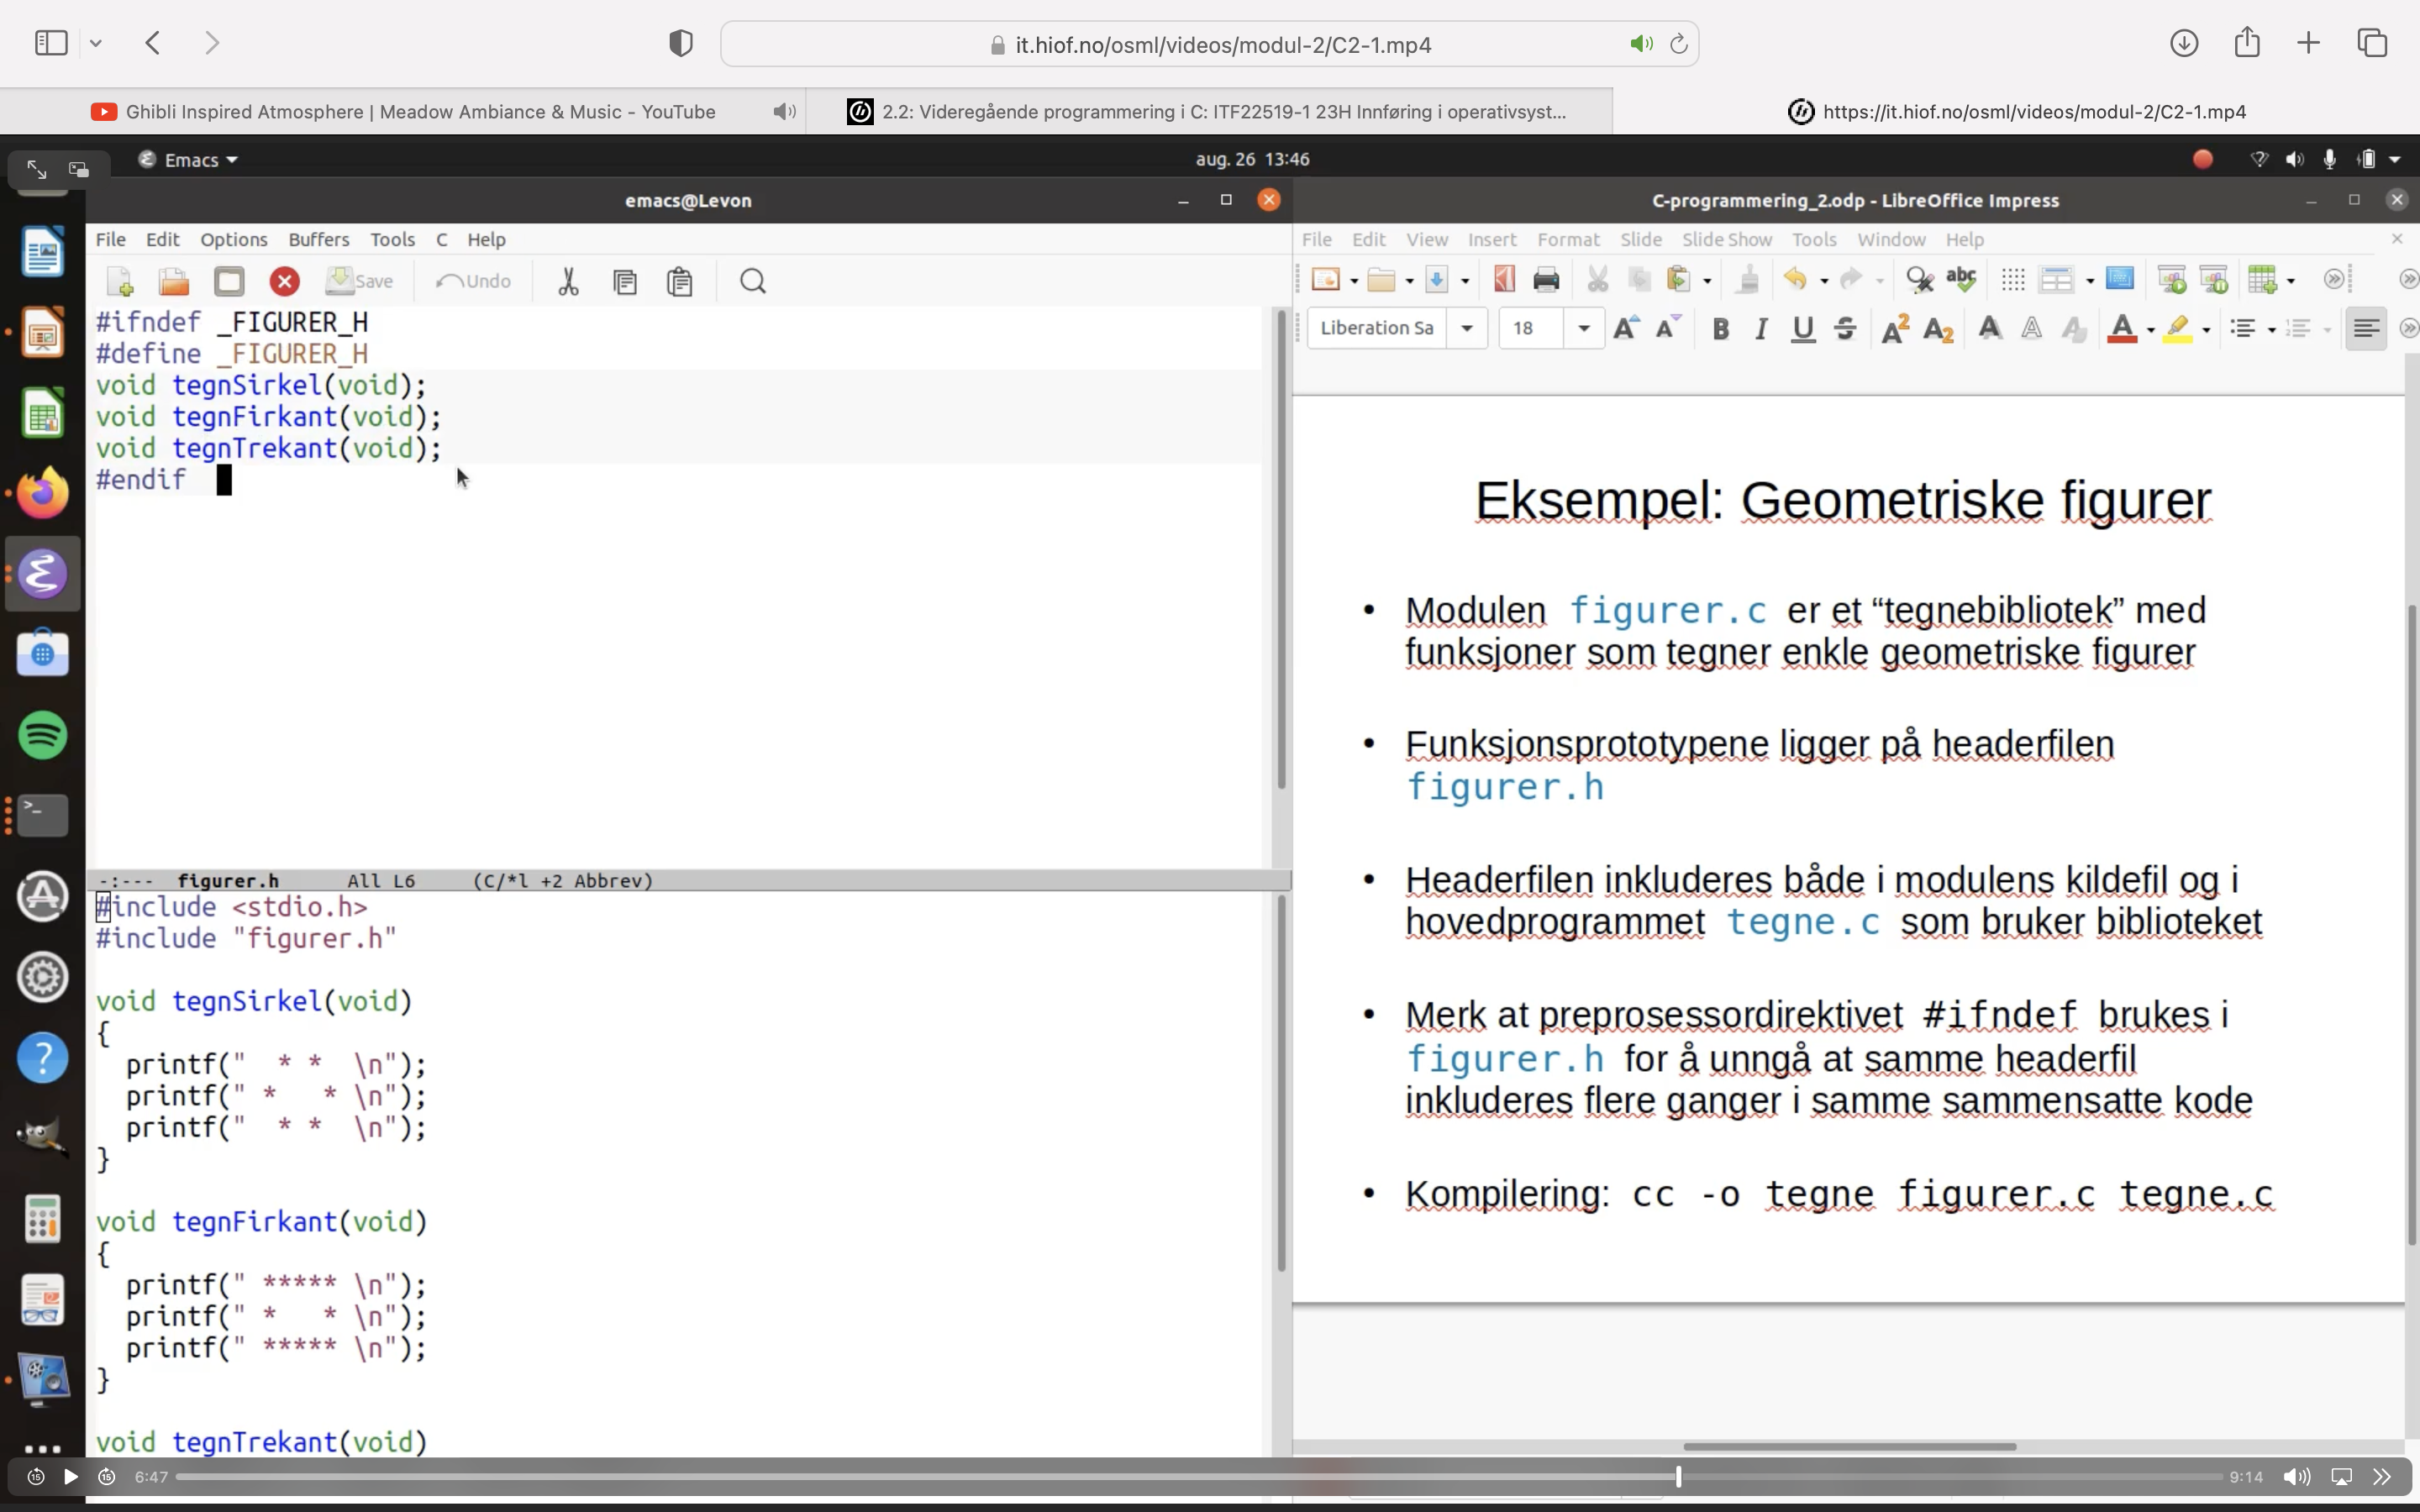 it.hiof.no/osml/videos/modul-2/C2-1.mp4
Ghibli Inspired Atmosphere | Meadow Ambiance & Music - YouTube
2.2: Videregående programmering i C: ITF22519-1 23H Innføring i operativsyst...
https://it.hiof.no/osml/videos/modul-2/C2-1.mp4
Emacs
aug. 26 13:46
emacs@Levon
File Edit Options Buffers Tools C Help
Save Undo
#ifndef _FIGURER_H
#define _FIGURER_H
void tegnSirkel(void);
void tegnFirkant(void);
void tegnTrekant(void);
#endif
-:--- figurer.h All L6 (C/*l +2 Abbrev)
#include <stdio.h>
#include "figurer.h"
void tegnSirkel(void)
{
  printf("  * *  \n");
  printf(" *   * \n");
  printf("  * *  \n");
}
void tegnFirkant(void)
{
  printf(" ***** \n");
  printf(" *   * \n");
  printf(" ***** \n");
}
void tegnTrekant(void)
C-programmering_2.odp - LibreOffice Impress
File Edit View Insert Format Slide Slide Show Tools Window Help
abc
Liberation Sa 18
Eksempel: Geometriske figurer
• Modulen figurer.c er et “tegnebibliotek” med
funksjoner som tegner enkle geometriske figurer
• Funksjonsprototypene ligger på headerfilen
figurer.h
• Headerfilen inkluderes både i modulens kildefil og i
hovedprogrammet tegne.c som bruker biblioteket
• Merk at preprosessordirektivet #ifndef brukes i
figurer.h for å unngå at samme headerfil
inkluderes flere ganger i samme sammensatte kode
• Kompilering: cc -o tegne figurer.c tegne.c
15 15 6:47 9:14